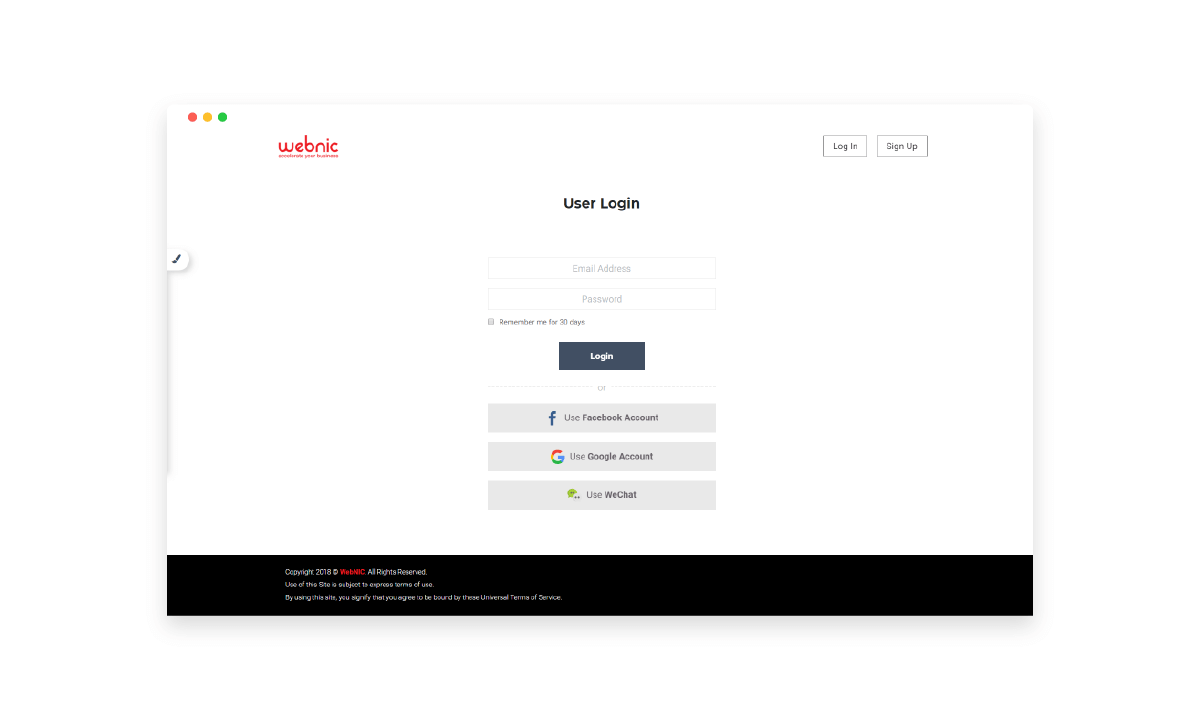 webnic
accelerate your business
Log In
Sign Up
User Login
Email Address
Password
Remember me for 30 days
Login
or
Use Facebook Account
Use Google Account
Use WeChat
Copyright 2018 © WebNIC. All Rights Reserved.
Use of this Site is subject to express terms of use.
By using this site, you signify that you agree to be bound by these Universal Terms of Service.